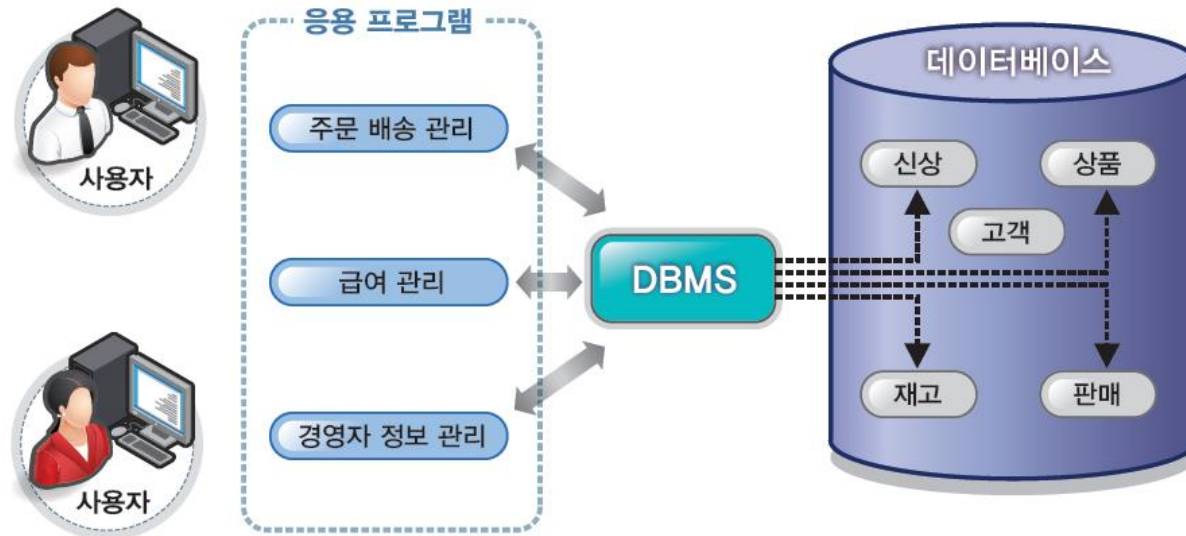 응용 프로그램
사용자
주문 배송 관리
급여 관리
경영자 정보 관리
사용자
DBMS
데이터베이스
신상
상품
고객
재고
판매